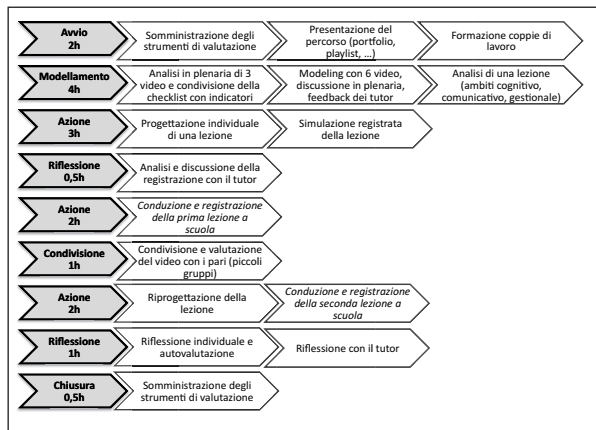 Avvio
2h
Somministrazione degli
strumenti di valutazione
Presentazione del
percorso (portfolio,
playlist, ...)
Formazione coppie di
lavoro
Modellamento
4h
Analisi in plenaria di 3
video e condivisione della
checklist con indicatori
Modeling con 6 video,
discussione in plenaria,
feedback dei tutor
Analisi di una lezione
(ambiti cognitivo,
comunicativo, gestionale)
Azione
3h
Progettazione individuale
di una lezione
Simulazione registrata
della lezione
Riflessione
0,5h
Analisi e discussione della
registrazione con il tutor
Azione
2h
Conduzione e registrazione
della prima lezione a
scuola
Condivisione
1h
Condivisione e valutazione
del video con i pari (piccoli
gruppi)
Azione
2h
Riprogettazione della
lezione
Conduzione e registrazione
della seconda lezione a
scuola
Riflessione
1h
Riflessione individuale e
autovalutazione
Riflessione con il tutor
Chiusura
0,5h
Somministrazione degli
strumenti di valutazione